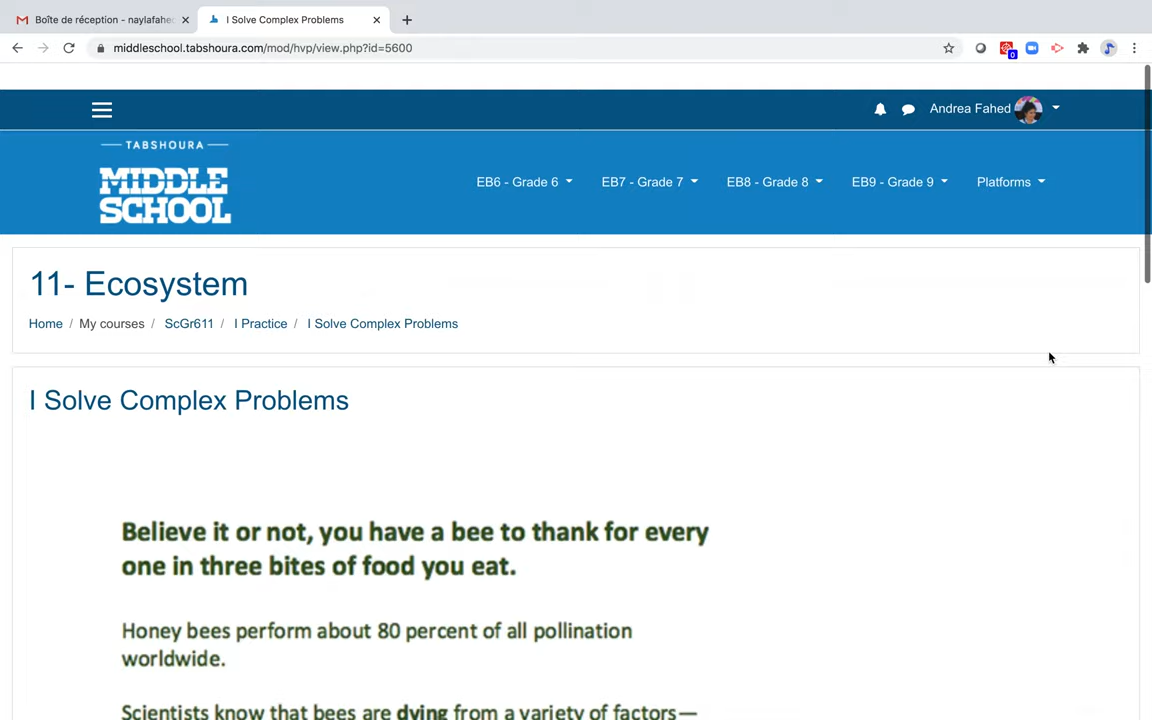 Boîte de réception - naylafahed
I Solve Complex Problems
middleschool.tabshoura.com/mod/hvp/view.php?id=5600
0
Andrea Fahed
TABSHOURA
MIDDLE
SCHOOL
EB6 - Grade 6
EB7 - Grade 7
EB8 - Grade 8
EB9 - Grade 9
Platforms
11- Ecosystem
Home / My courses / ScGr611 / I Practice / I Solve Complex Problems
I Solve Complex Problems
Believe it or not, you have a bee to thank for every
one in three bites of food you eat.
Honey bees perform about 80 percent of all pollination
worldwide.
Scientists know that bees are dying from a variety of factors—